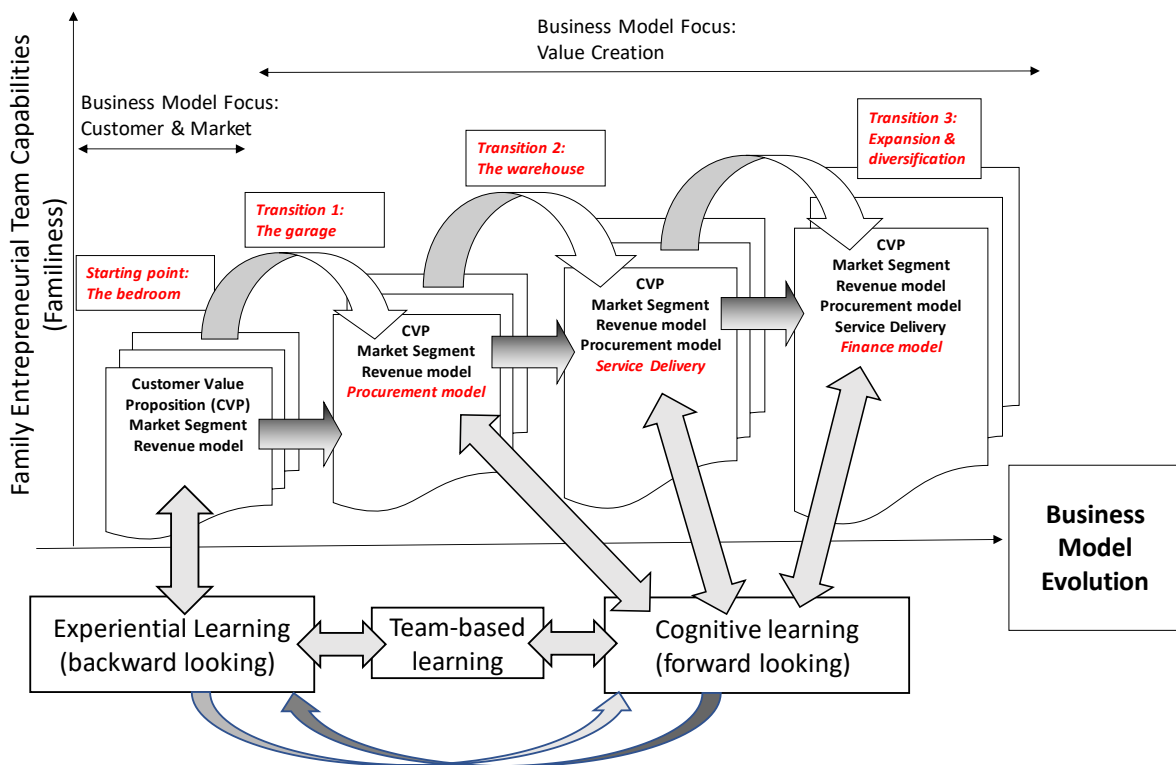 Business Model Focus:
Value Creation
Family Entrepreneurial Team Capabilities
(Familiness)
Business Model Focus:
Customer & Market
Starting point:
The bedroom
Transition 1:
The garage
Transition 2:
The warehouse
Transition 3:
Expansion &
diversification
Customer Value
Proposition (CVP)
Market Segment
Revenue model
CVP
Market Segment
Revenue model
Procurement model
CVP
Market Segment
Revenue model
Procurement model
Service Delivery
CVP
Market Segment
Revenue model
Procurement model
Service Delivery
Finance model
Business
Model
Evolution
Experiential Learning
(backward looking)
Team-based
learning
Cognitive learning
(forward looking)